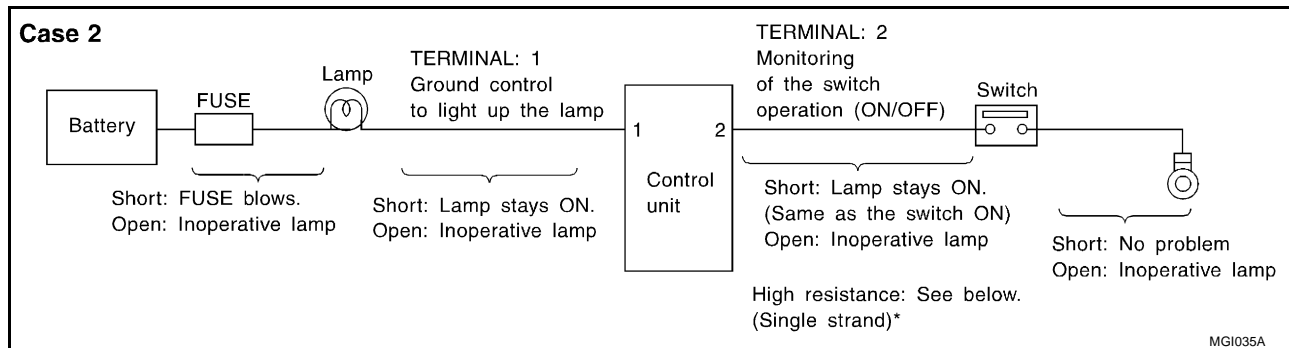 Case 2
Battery
FUSE
Lamp
TERMINAL: 1
Ground control
to light up the lamp
1
2
Control
unit
TERMINAL: 2
Monitoring
of the switch
operation (ON/OFF)
Switch
Short: FUSE blows.
Open: Inoperative lamp
Short: Lamp stays ON.
Open: Inoperative lamp
Short: Lamp stays ON.
(Same as the switch ON)
Open: Inoperative lamp
High resistance: See below.
(Single strand)*
Short: No problem
Open: Inoperative lamp
MGI035A